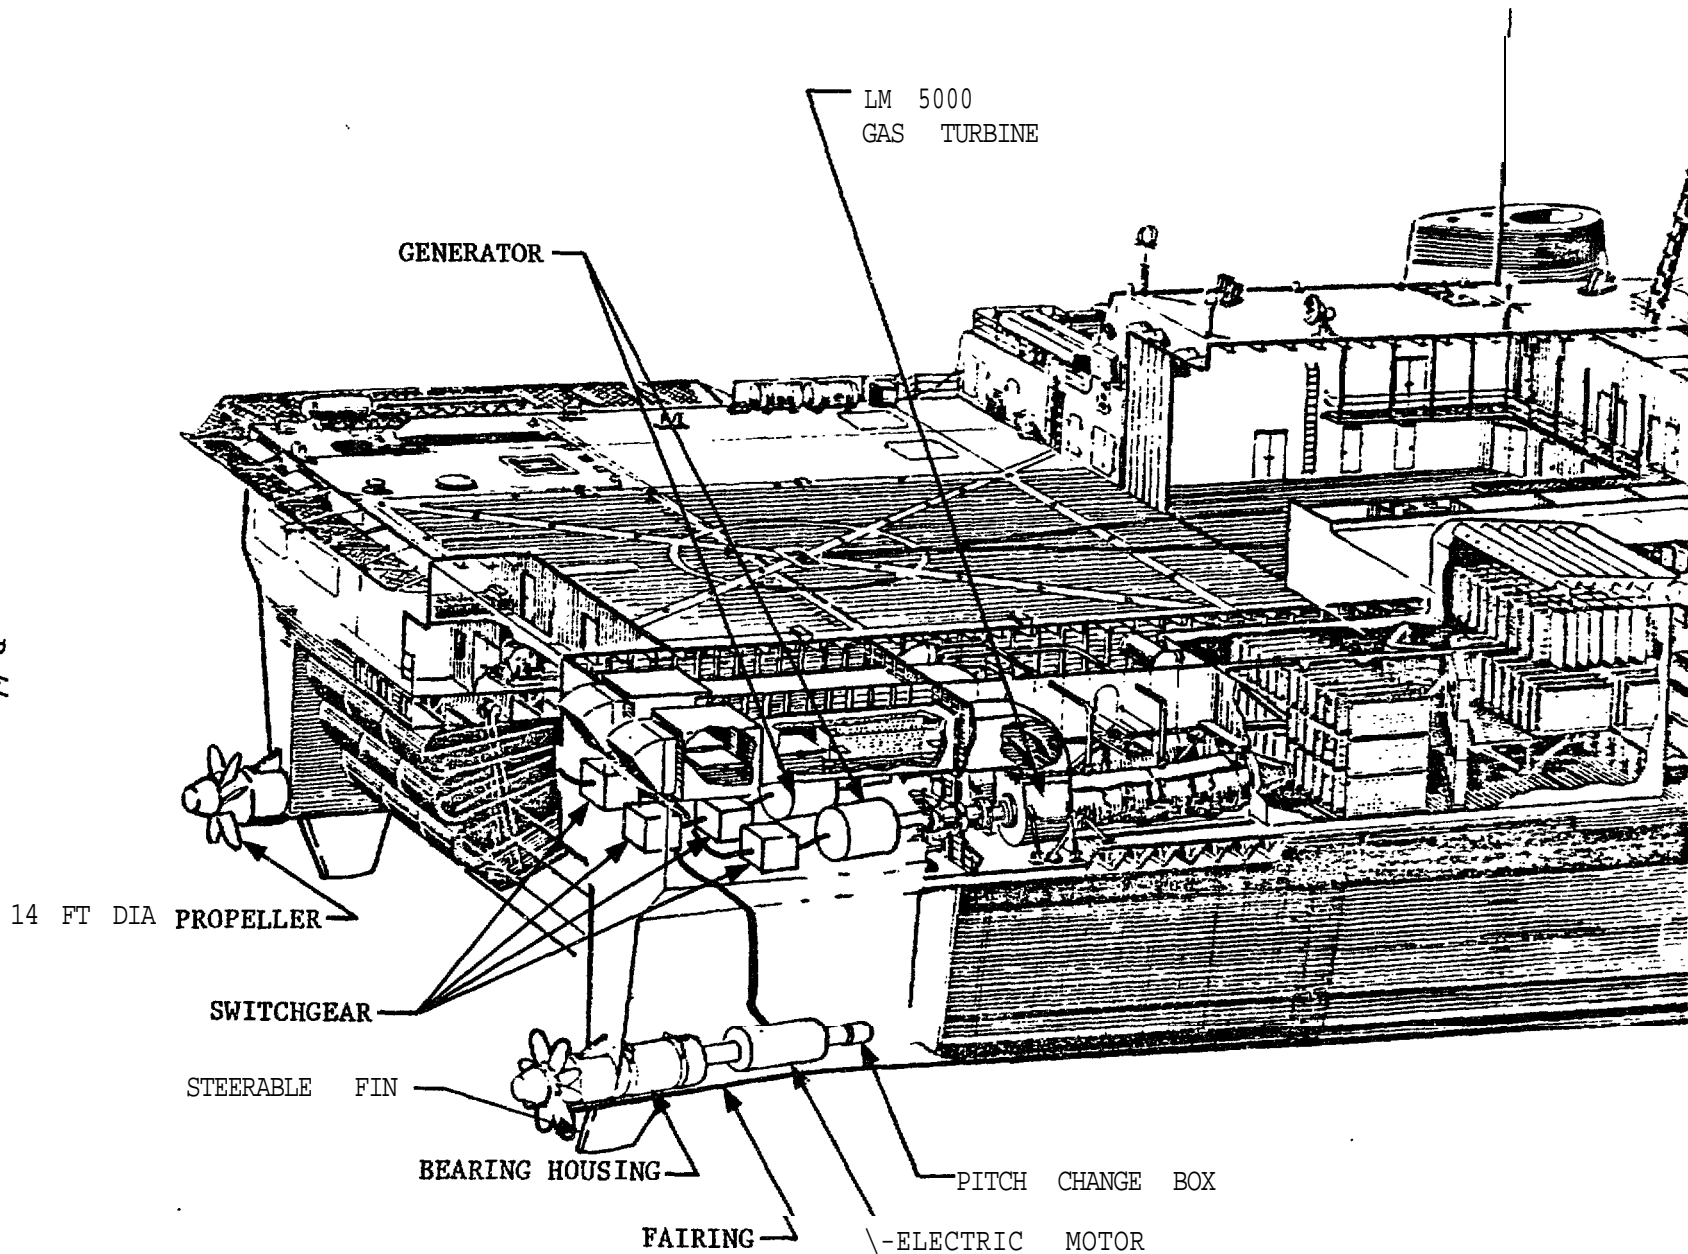 LM 5000
GAS TURBINE
GENERATOR
14 FT DIA PROPELLER
SWITCHGEAR
STEERABLE FIN
BEARING HOUSING
PITCH CHANGE BOX
FAIRING
\-ELECTRIC MOTOR